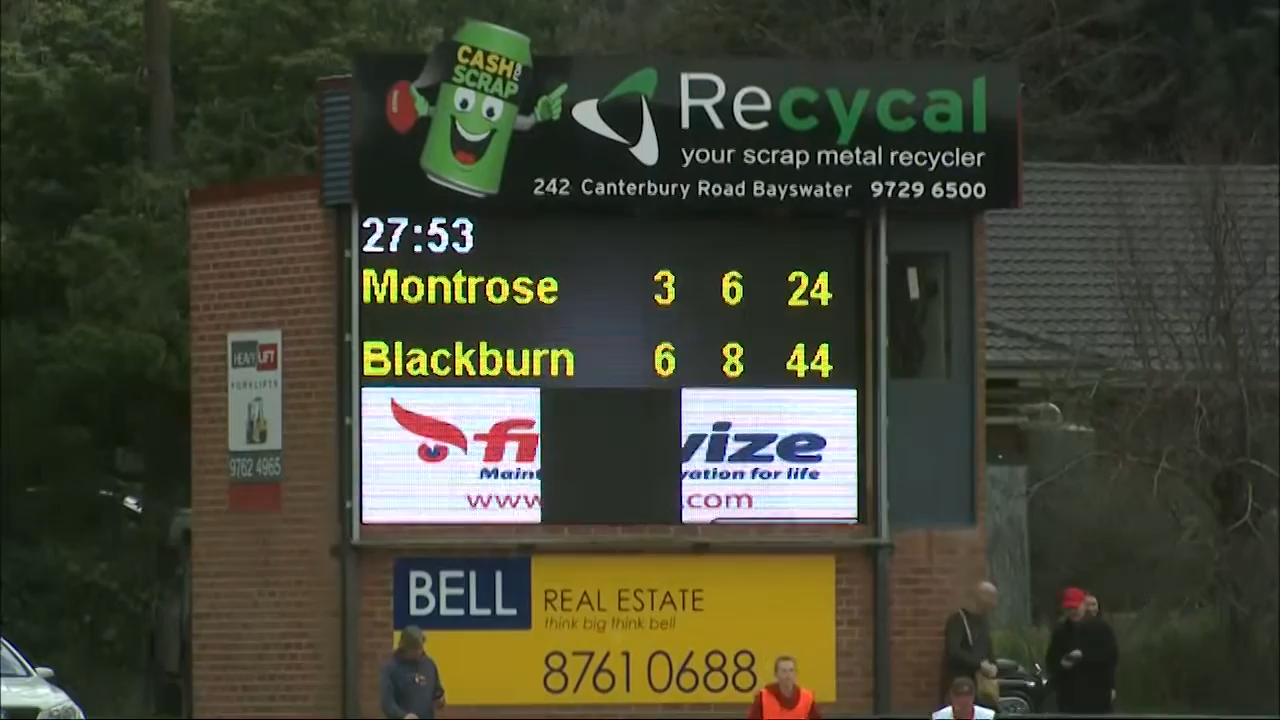 CASH 4 SCRAP
Recycal
your scrap metal recycler
242 Canterbury Road Bayswater 9729 6500
27:53
Montrose 3 6 24
Blackburn 6 8 44
HEAVYLIFT
FORKLIFTS
9762 4965
BELL
REAL ESTATE
think big think bell
8761 0688